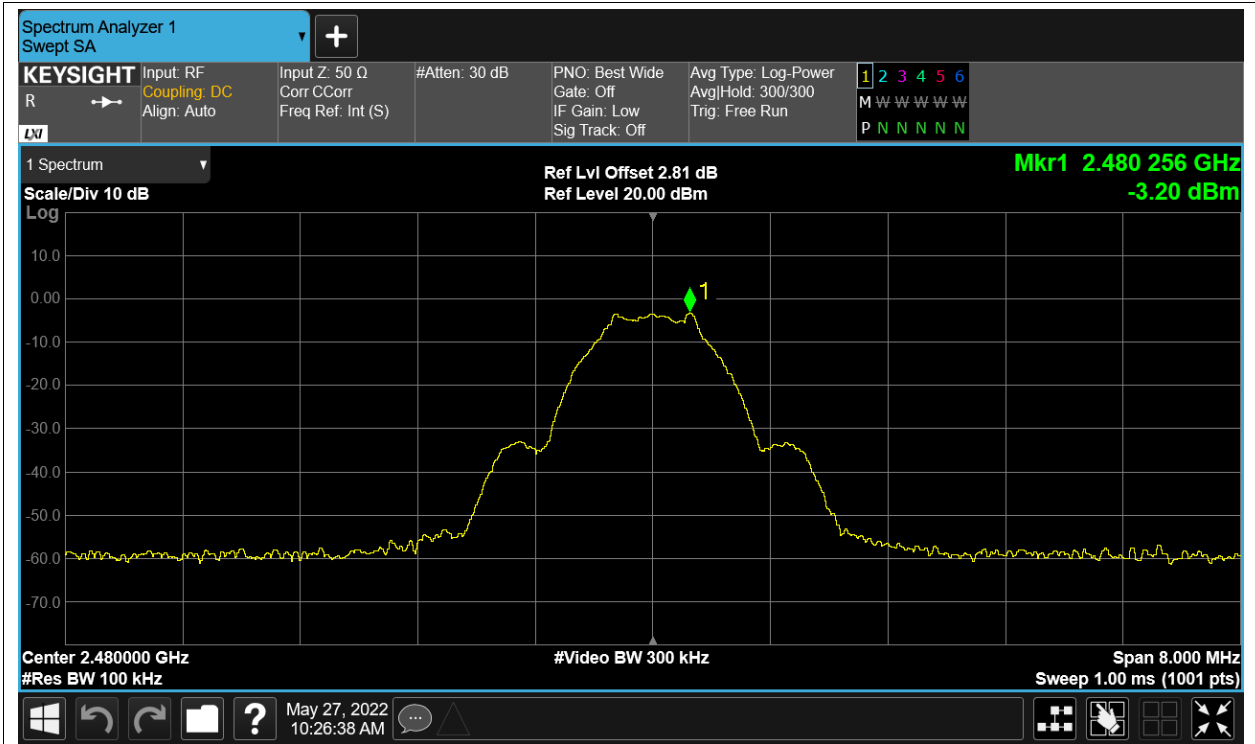 Spectrum Analyzer 1
Swept SA
KEYSIGHT
R
LXI
Input: RF
Coupling: DC
Align: Auto
Input Z: 50 Ω
Corr CCorr
Freq Ref: Int (S)
#Atten: 30 dB
PNO: Best Wide
Gate: Off
IF Gain: Low
Sig Track: Off
Avg Type: Log-Power
Avg|Hold: 300/300
Trig: Free Run
1 2 3 4 5 6
M W W W W W
P N N N N N
1 Spectrum
Scale/Div 10 dB
Log
Ref Lvl Offset 2.81 dB
Ref Level 20.00 dBm
Mkr1 2.480 256 GHz
-3.20 dBm
10.0
0.00
-10.0
-20.0
-30.0
-40.0
-50.0
-60.0
-70.0
1
Center 2.480000 GHz
#Res BW 100 kHz
#Video BW 300 kHz
Span 8.000 MHz
Sweep 1.00 ms (1001 pts)
?
May 27, 2022
10:26:38 AM